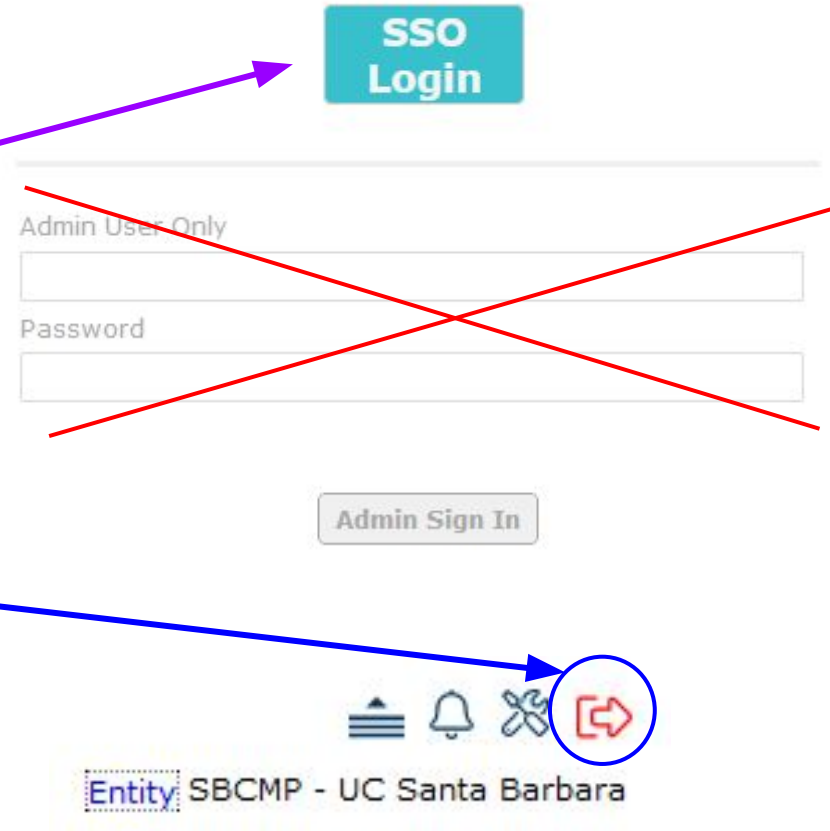 SSO
Login
Admin User Only
Password
Admin Sign In
Entity SBCMP - UC Santa Barbara